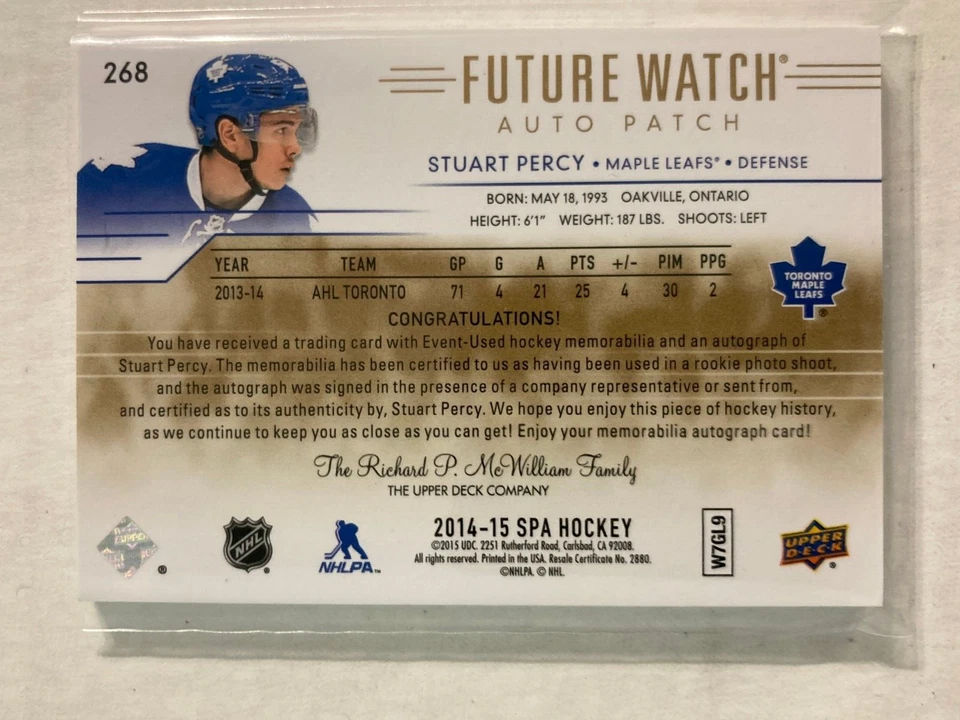 268
FUTURE WATCH®
AUTO PATCH
STUART PERCY • MAPLE LEAFS® • DEFENSE
BORN: MAY 18, 1993 OAKVILLE, ONTARIO
HEIGHT: 6'1" WEIGHT: 187 LBS. SHOOTS: LEFT
YEAR TEAM GP G A PTS +/- PIM PPG
2013-14 AHL TORONTO 71 4 21 25 4 30 2
TORONTO
MAPLE
LEAFS
®
CONGRATULATIONS!
You have received a trading card with Event-Used hockey memorabilia and an autograph of
Stuart Percy. The memorabilia has been certified to us as having been used in a rookie photo shoot,
and the autograph was signed in the presence of a company representative or sent from,
and certified as to its authenticity by, Stuart Percy. We hope you enjoy this piece of hockey history,
as we continue to keep you as close as you can get! Enjoy your memorabilia autograph card!
The Richard P. McWilliam Family
THE UPPER DECK COMPANY
®
NHL
®
NHLPA™
2014-15 SPA HOCKEY
©2015 UDC. 2251 Rutherford Road, Carlsbad, CA 92008.
All rights reserved. Printed in the USA. Resale Certificate No. 2880.
©NHLPA. © NHL.
W7GL9
UPPER
D·E·C·K
®